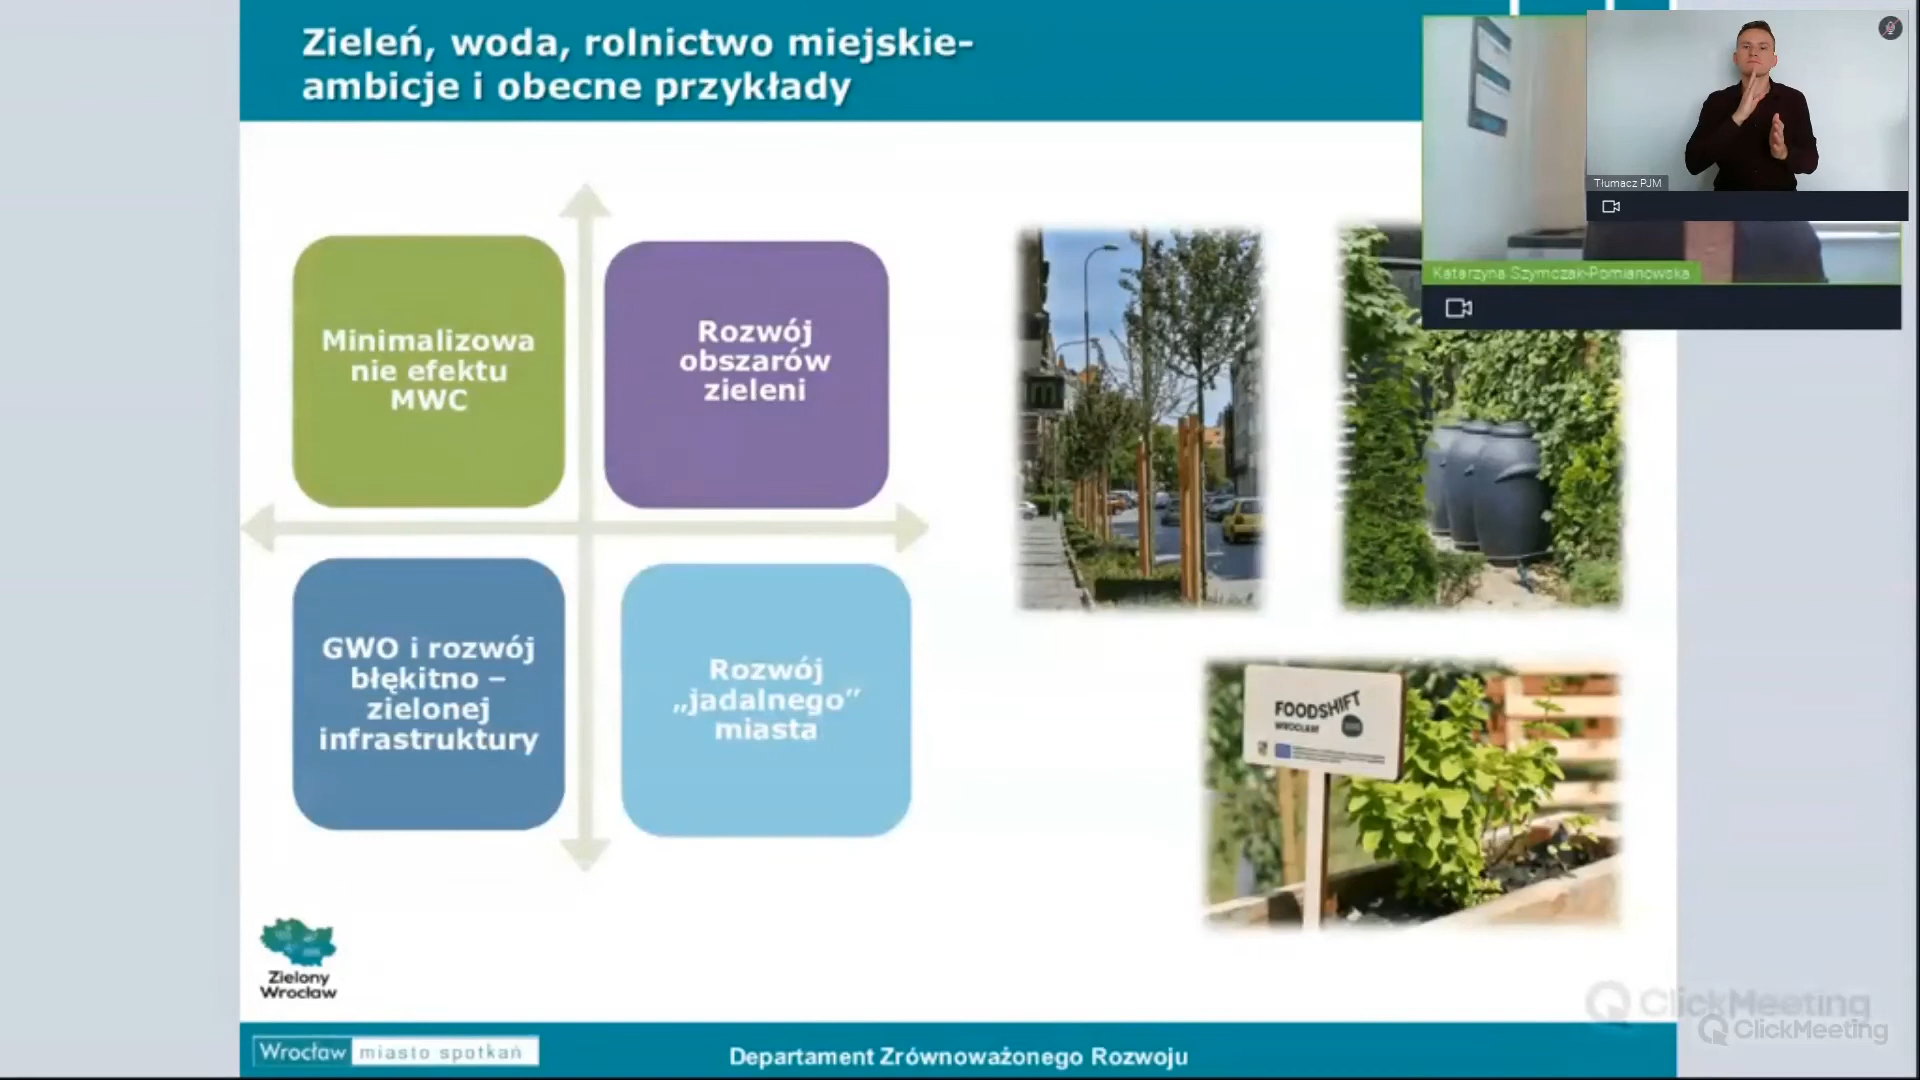 Zieleń, woda, rolnictwo miejskie-
ambicje i obecne przykłady
Tłumacz PJM
Katarzyna Szymczak-Pomianowska
Minimalizowa
nie efektu
MWC
Rozwój
obszarów
zieleni
GWO i rozwój
błękitno –
zielonej
infrastruktury
Rozwój
„jadalnego”
miasta
FOODSHIFT
WROCŁAW
Zielony
Wrocław
ClickMeeting
ClickMeeting
Wrocław miasto spotkań
Departament Zrównoważonego Rozwoju